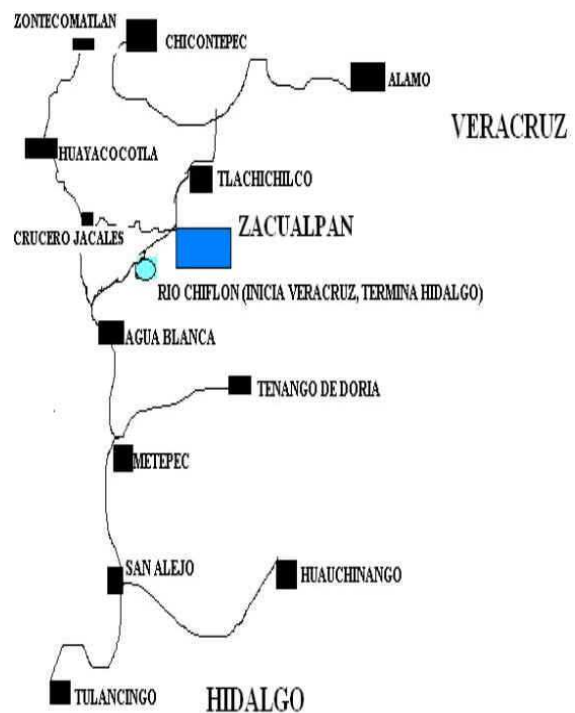 ZONTECOMATLAN
CHICONTEPEC
ALAMO
VERACRUZ
HUAYACOCOTLA
TLACHICHILCO
ZACUALPAN
CRUCERO JACALES
RIO CHIFLON (INICIA VERACRUZ, TERMINA HIDALGO)
AGUA BLANCA
TENANGO DE DORIA
METEPEC
SAN ALEJO
HUAUCHINANGO
TULANCINGO
HIDALGO